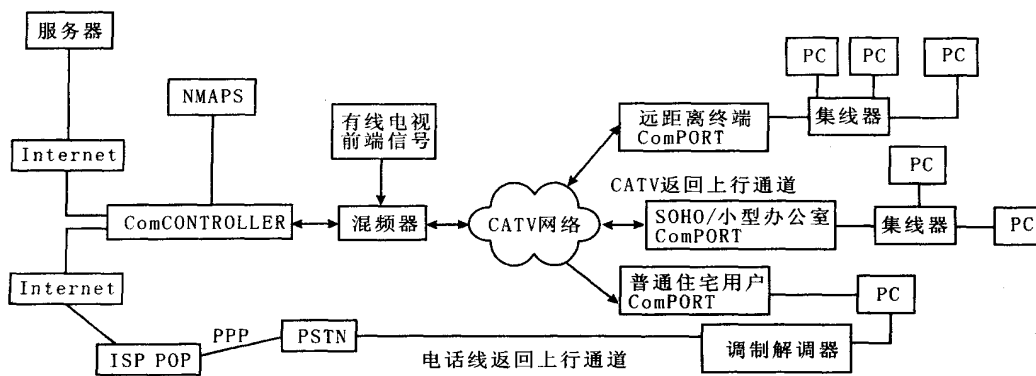 服务器
NMAPS
有线电视
前端信号
Internet
ComCONTROLLER
混频器
CATV网络
远距离终端
ComPORT
集线器
PC
PC
PC
CATV返回上行通道
SOHO/小型办公室
ComPORT
集线器
PC
PC
普通住宅用户
ComPORT
PC
Internet
ISP POP
PPP
PSTN
电话线返回上行通道
调制解调器